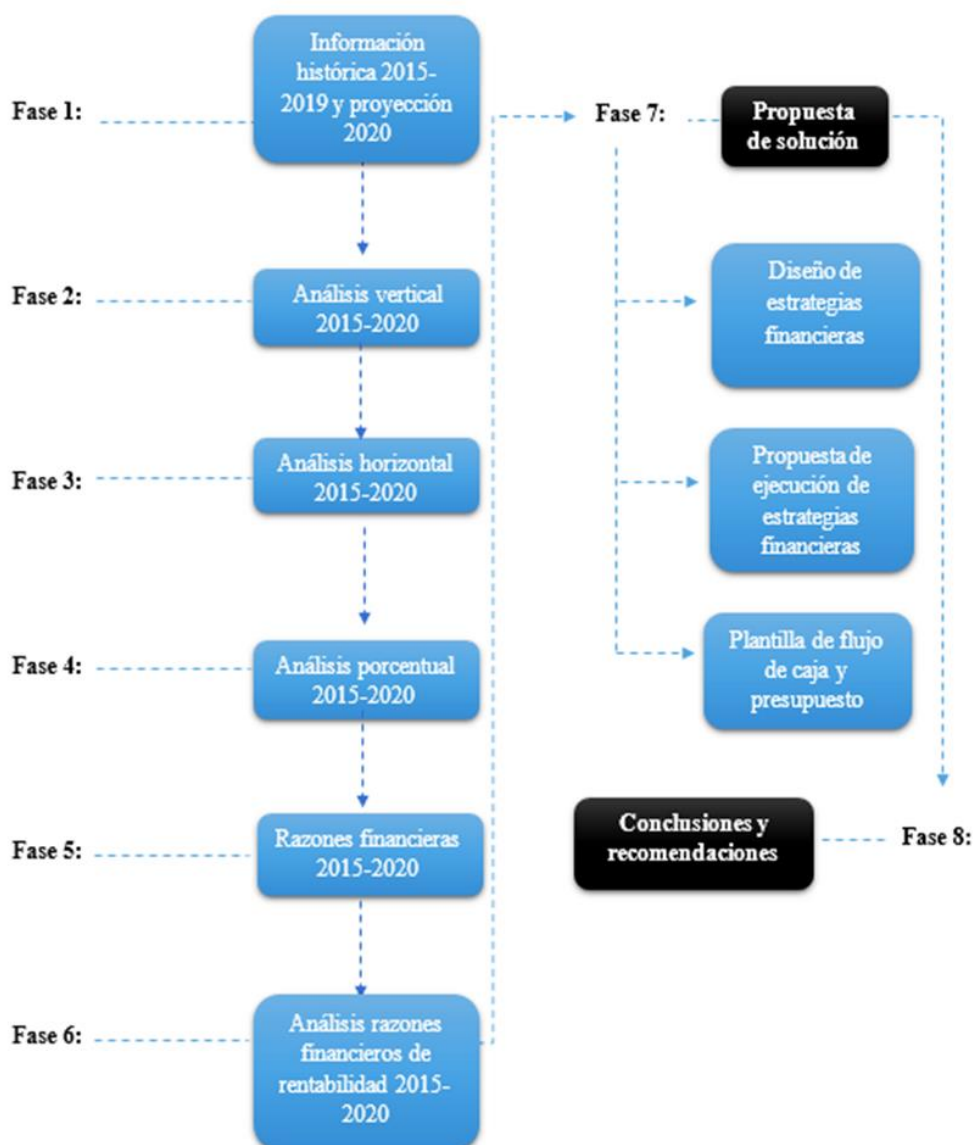 Fase 1:
Información
histórica 2015-
2019 y proyección
2020
Fase 2:
Análisis vertical
2015-2020
Fase 3:
Análisis horizontal
2015-2020
Fase 4:
Análisis porcentual
2015-2020
Fase 5:
Razones financieras
2015-2020
Fase 6:
Análisis razones
financieros de
rentabilidad 2015-
2020
Fase 7:
Propuesta
de solución
Diseño de
estrategias
financieras
Propuesta de
ejecución de
estrategias
financieras
Plantilla de flujo
de caja y
presupuesto
Conclusiones y
recomendaciones
Fase 8: